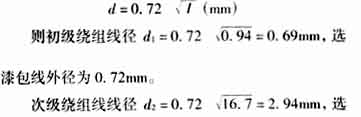 d = 0.72 √I (mm)
则初级绕组线径 d₁ = 0.72 √0.94 = 0.69mm，选
漆包线外径为 0.72mm。
次级绕组线径 d₂ = 0.72 √16.7 = 2.94mm，选